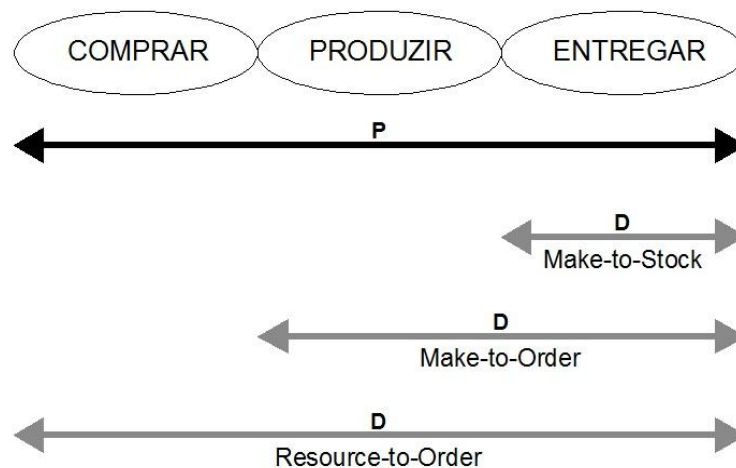 COMPRAR PRODUZIR ENTREGAR
P
D
Make-to-Stock
D
Make-to-Order
D
Resource-to-Order